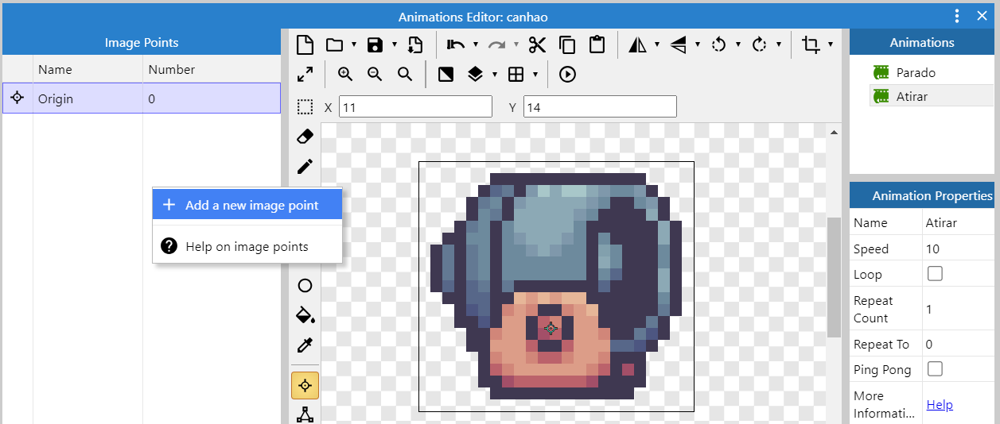 Animations Editor: canhao
Image Points
Name Number
Origin 0
Add a new image point
Help on image points
X 11 Y 14
Animations
Parado
Atirar
Animation Properties
Name Atirar
Speed 10
Loop
Repeat
Count 1
Repeat To 0
Ping Pong
More
Informati... Help